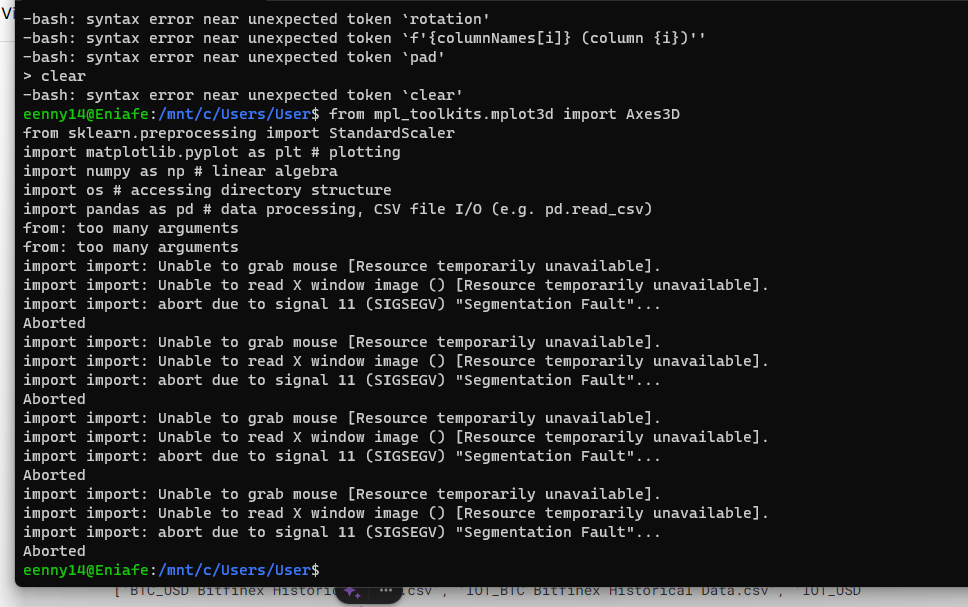 Vi
-bash: syntax error near unexpected token `rotation'
-bash: syntax error near unexpected token `f'{columnNames[i]} (column {i})''
-bash: syntax error near unexpected token `pad'
> clear
-bash: syntax error near unexpected token `clear'
eenny14@Eniafe:/mnt/c/Users/User$ from mpl_toolkits.mplot3d import Axes3D
from sklearn.preprocessing import StandardScaler
import matplotlib.pyplot as plt # plotting
import numpy as np # linear algebra
import os # accessing directory structure
import pandas as pd # data processing, CSV file I/O (e.g. pd.read_csv)
from: too many arguments
from: too many arguments
import import: Unable to grab mouse [Resource temporarily unavailable].
import import: Unable to read X window image () [Resource temporarily unavailable].
import import: abort due to signal 11 (SIGSEGV) "Segmentation Fault"...
Aborted
import import: Unable to grab mouse [Resource temporarily unavailable].
import import: Unable to read X window image () [Resource temporarily unavailable].
import import: abort due to signal 11 (SIGSEGV) "Segmentation Fault"...
Aborted
import import: Unable to grab mouse [Resource temporarily unavailable].
import import: Unable to read X window image () [Resource temporarily unavailable].
import import: abort due to signal 11 (SIGSEGV) "Segmentation Fault"...
Aborted
import import: Unable to grab mouse [Resource temporarily unavailable].
import import: Unable to read X window image () [Resource temporarily unavailable].
import import: abort due to signal 11 (SIGSEGV) "Segmentation Fault"...
Aborted
eenny14@Eniafe:/mnt/c/Users/User$
['BTC_USD Bitfinex .csv', 'IOT_BTC Bitfinex Historical Data.csv', 'IOT_USD